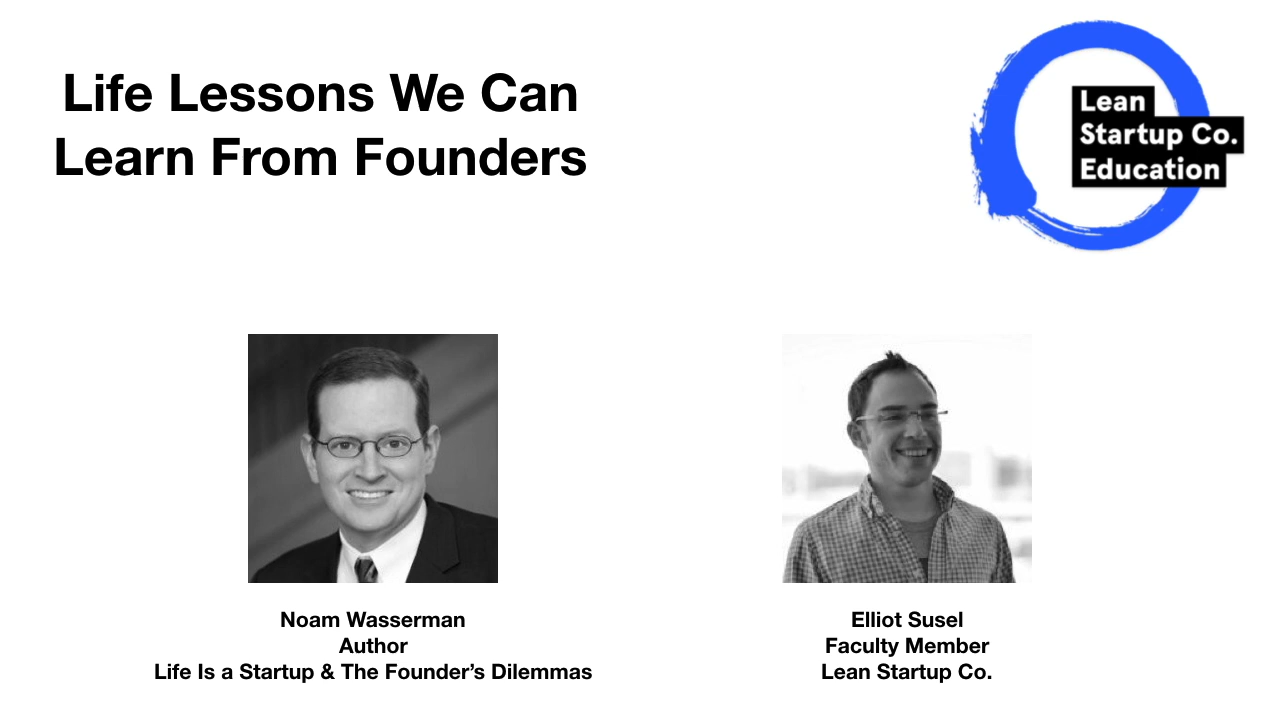 Life Lessons We Can
Learn From Founders
Lean
Startup Co.
Education
Noam Wasserman
Author
Life Is a Startup & The Founder’s Dilemmas
Elliot Susel
Faculty Member
Lean Startup Co.